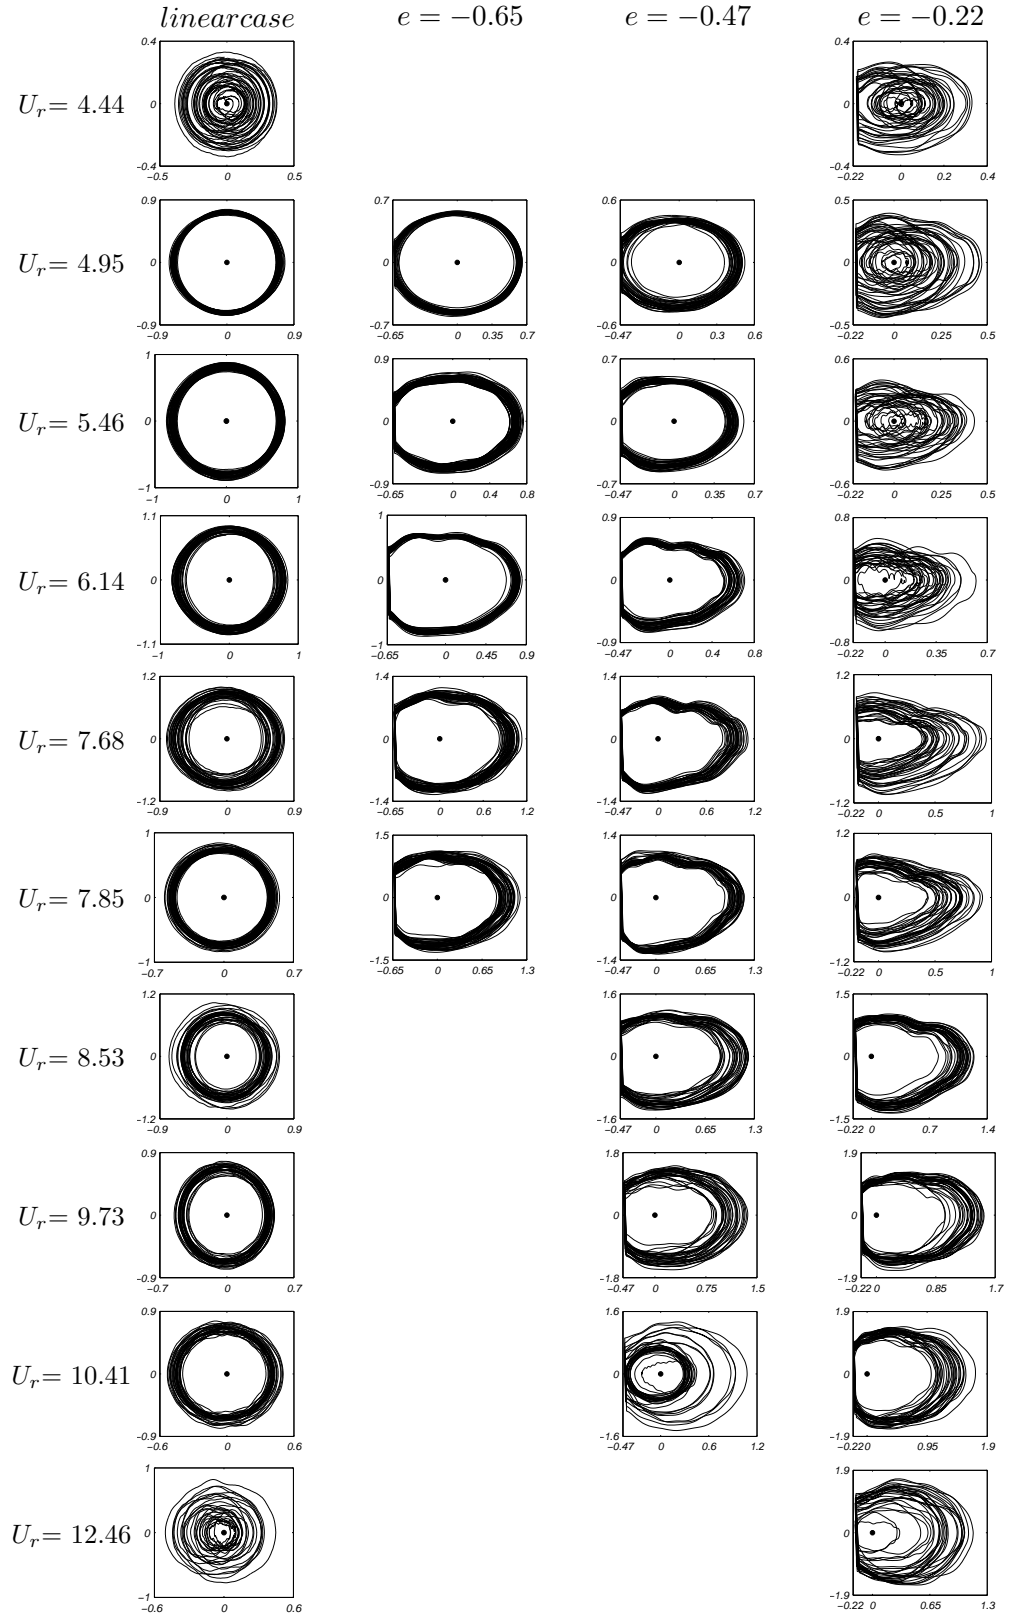 linearcase e = −0.65 e = −0.47 e = −0.22
0.4 0.4
U_r = 4.44 0 0
−0.4 −0.4
−0.5 0 0.5 −0.22 0 0.2 0.4
0.9 0.7 0.6 0.5
U_r = 4.95 0 0 0 0
−0.9 −0.7 −0.6 −0.5
−0.9 0 0.9 −0.65 0 0.35 0.7 −0.47 0 0.36 0.6 −0.22 0 0.25 0.5
1 0.9 0.7 0.6
U_r = 5.46 0 0 0 0
−1 −0.9 −0.7 −0.6
−1 0 1 −0.65 0 0.4 0.8 −0.47 0 0.35 0.7 −0.22 0 0.25 0.5
1.1 1 0.9 0.8
U_r = 6.14 0 0 0 0
−1.1 −1 −0.9 −0.8
−1 0 1 −0.65 0 0.45 0.9 −0.47 0 0.4 0.8 −0.22 0 0.35 0.7
1.2 1.4 1.4 1.2
U_r = 7.68 0 0 0 0
−1.2 −1.4 −1.4 −1.2
−0.9 0 0.9 −0.65 0 0.6 1.2 −0.47 0 0.6 1.2 −0.22 0 0.5 1
1 1.5 1.4 1.2
U_r = 7.85 0 0 0 0
−1 −1.5 −1.4 −1.2
−0.7 0 0.7 −0.65 0 0.65 1.3 −0.47 0 0.65 1.3 −0.22 0 0.5 1
1.2 1.6 1.5
U_r = 8.53 0 0 0
−1.2 −1.6 −1.5
−0.9 0 0.9 −0.47 0 0.65 1.3 −0.22 0 0.7 1.4
0.9 1.8 1.9
U_r = 9.73 0 0 0
−0.9 −1.8 −1.9
−0.7 0 0.7 −0.47 0 0.75 1.5 −0.22 0 0.85 1.7
0.9 1.6 1.9
U_r = 10.41 0 0 0
−0.9 −1.6 −1.9
−0.6 0 0.6 −0.47 0 0.6 1.2 −0.22 0 0.95 1.9
1 1.9
U_r = 12.46 0 0
−1 −1.9
−0.6 0 0.6 −0.22 0 0.65 1.3